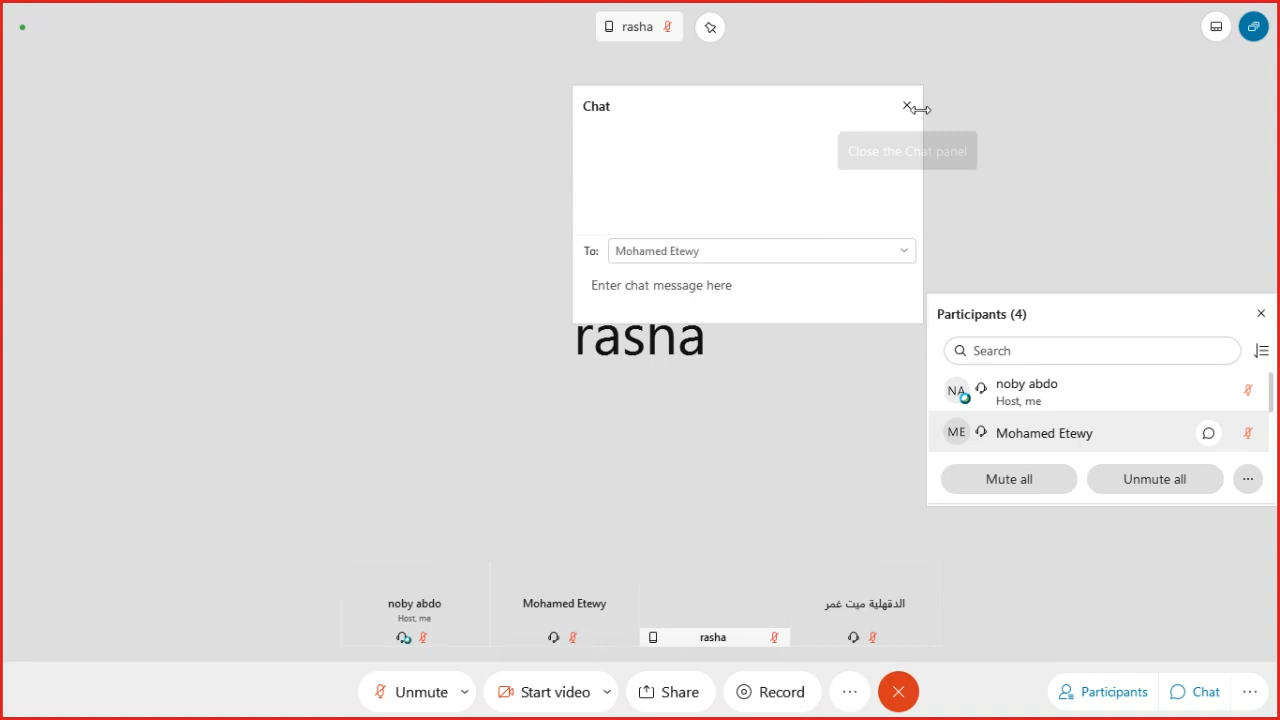 rasha
Chat
Close the Chat panel
To: Mohamed Etewy
Enter chat message here
rasha
Participants (4)
Search
NA noby abdo
Host, me
ME Mohamed Etewy
Mute all Unmute all
noby abdo
Host, me
Mohamed Etewy
rasha
الدقهلية ميت غمر
Unmute Start video Share Record
Participants Chat